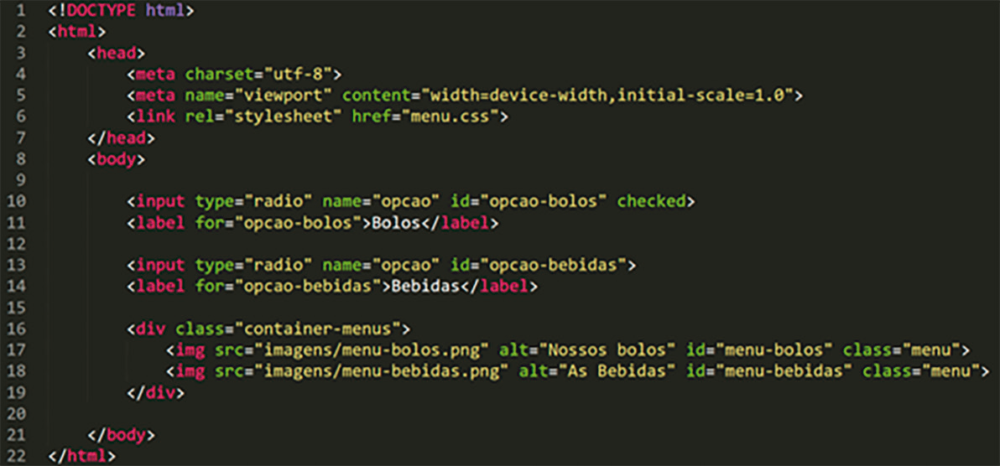 1 <!DOCTYPE html>
2 <html>
3 <head>
4 <meta charset="utf-8">
5 <meta name="viewport" content="width=device-width,initial-scale=1.0">
6 <link rel="stylesheet" href="menu.css">
7 </head>
8 <body>
9
10 <input type="radio" name="opcao" id="opcao-bolos" checked>
11 <label for="opcao-bolos">Bolos</label>
12
13 <input type="radio" name="opcao" id="opcao-bebidas">
14 <label for="opcao-bebidas">Bebidas</label>
15
16 <div class="container-menus">
17 <img src="imagens/menu-bolos.png" alt="Nossos bolos" id="menu-bolos" class="menu">
18 <img src="imagens/menu-bebidas.png" alt="As Bebidas" id="menu-bebidas" class="menu">
19 </div>
20
21 </body>
22 </html>